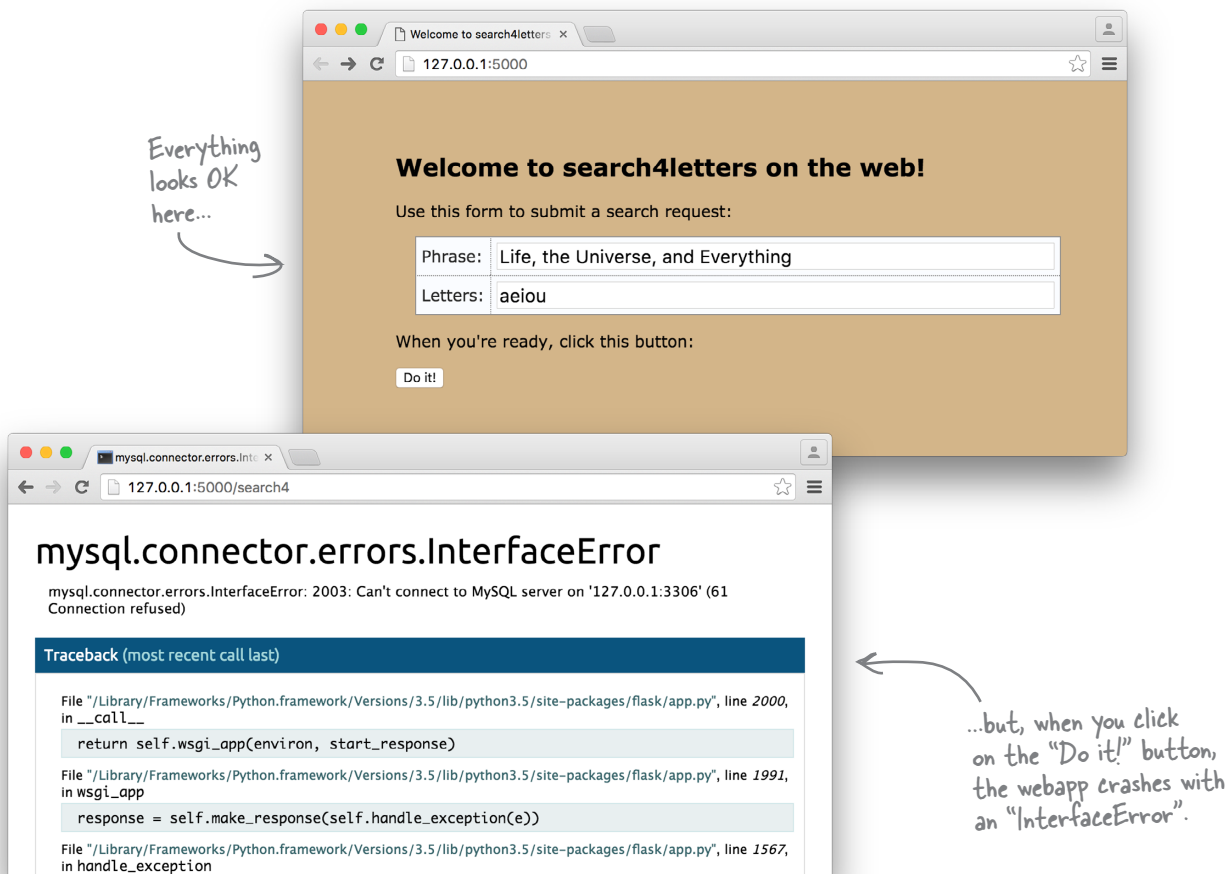 Welcome to search4letters
127.0.0.1:5000
Everything
looks OK
here...
Welcome to search4letters on the web!
Use this form to submit a search request:
Phrase: Life, the Universe, and Everything
Letters: aeiou
When you're ready, click this button:
Do it!
mysql.connector.errors.Inte
127.0.0.1:5000/search4
mysql.connector.errors.InterfaceError
mysql.connector.errors.InterfaceError: 2003: Can't connect to MySQL server on '127.0.0.1:3306' (61
Connection refused)
Traceback (most recent call last)
File "/Library/Frameworks/Python.framework/Versions/3.5/lib/python3.5/site-packages/flask/app.py", line 2000,
in __call__
return self.wsgi_app(environ, start_response)
File "/Library/Frameworks/Python.framework/Versions/3.5/lib/python3.5/site-packages/flask/app.py", line 1991,
in wsgi_app
response = self.make_response(self.handle_exception(e))
File "/Library/Frameworks/Python.framework/Versions/3.5/lib/python3.5/site-packages/flask/app.py", line 1567,
in handle_exception
...but, when you click
on the “Do it!” button,
the webapp crashes with
an “InterfaceError”.